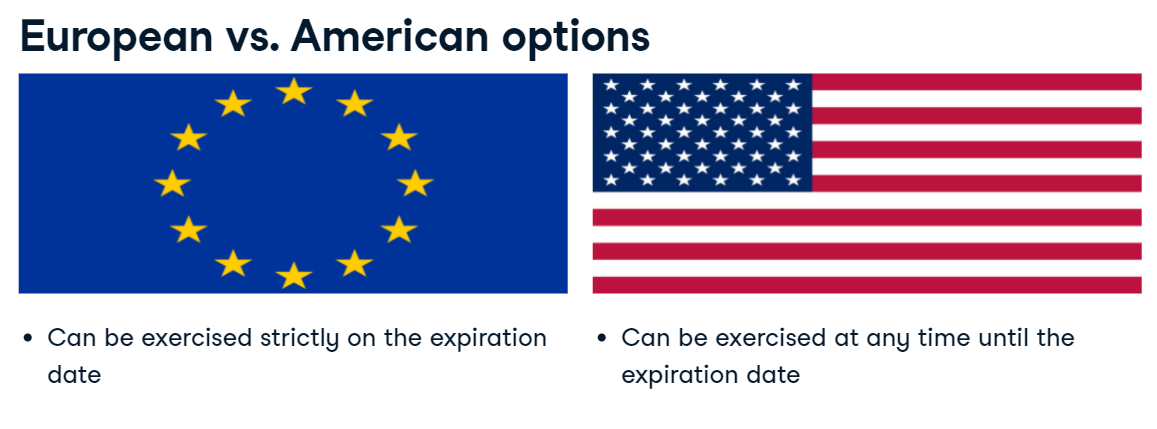 European vs. American options
• Can be exercised strictly on the expiration
date
• Can be exercised at any time until the
expiration date